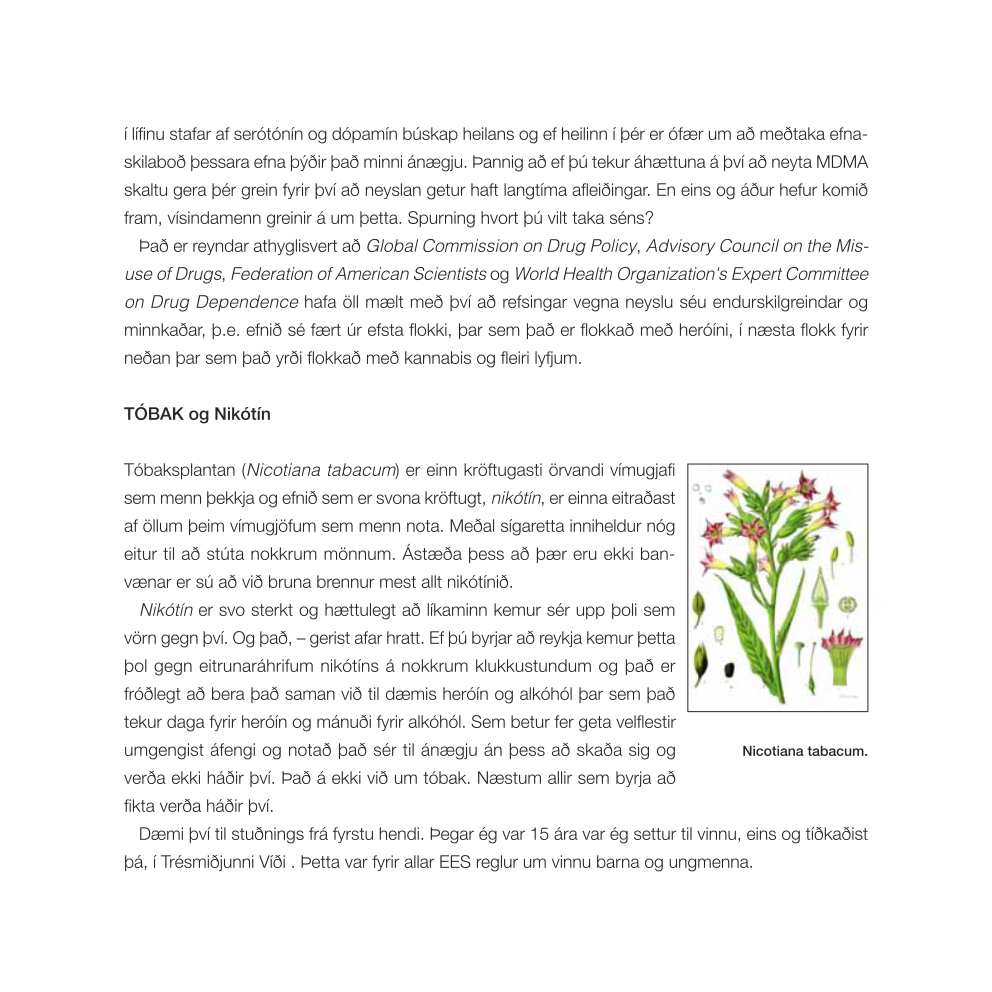 í lífinu stafar af serótónín og dópamín búskap heilans og ef heilinn í þér er ófær um að meðtaka efna-
skilaboð þessara efna þýðir það minni ánægju. Þannig að ef þú tekur áhættuna á því að neyta MDMA
skaltu gera þér grein fyrir því að neyslan getur haft langtíma afleiðingar. En eins og áður hefur komið
fram, vísindamenn greinir á um þetta. Spurning hvort þú vilt taka séns?
Það er reyndar athyglisvert að Global Commission on Drug Policy, Advisory Council on the Mis-
use of Drugs, Federation of American Scientists og World Health Organization's Expert Committee
on Drug Dependence hafa öll mælt með því að refsingar vegna neyslu séu endurskilgreindar og
minnkaðar, þ.e. efnið sé fært úr efsta flokki, þar sem það er flokkað með heróíni, í næsta flokk fyrir
neðan þar sem það yrði flokkað með kannabis og fleiri lyfjum.
TÓBAK og Nikótín
Tóbaksplantan (Nicotiana tabacum) er einn kröftugasti örvandi vímugjafi
sem menn þekkja og efnið sem er svona kröftugt, nikótín, er einna eitraðast
af öllum þeim vímugjöfum sem menn nota. Meðal sígaretta inniheldur nóg
eitur til að stúta nokkrum mönnum. Ástæða þess að þær eru ekki ban-
vænar er sú að við bruna brennur mest allt nikótínið.
Nikótín er svo sterkt og hættulegt að líkaminn kemur sér upp þoli sem
vörn gegn því. Og það, – gerist afar hratt. Ef þú byrjar að reykja kemur þetta
þol gegn eitrunaráhrifum nikótíns á nokkrum klukkustundum og það er
fróðlegt að bera það saman við til dæmis heróín og alkóhól þar sem það
tekur daga fyrir heróín og mánuði fyrir alkóhól. Sem betur fer geta velflestir
umgengist áfengi og notað það sér til ánægju án þess að skaða sig og
verða ekki háðir því. Það á ekki við um tóbak. Næstum allir sem byrja að
fikta verða háðir því.
Nicotiana tabacum.
Dæmi því til stuðnings frá fyrstu hendi. Þegar ég var 15 ára var ég settur til vinnu, eins og tíðkaðist
þá, í Trésmiðjunni Víði . Þetta var fyrir allar EES reglur um vinnu barna og ungmenna.